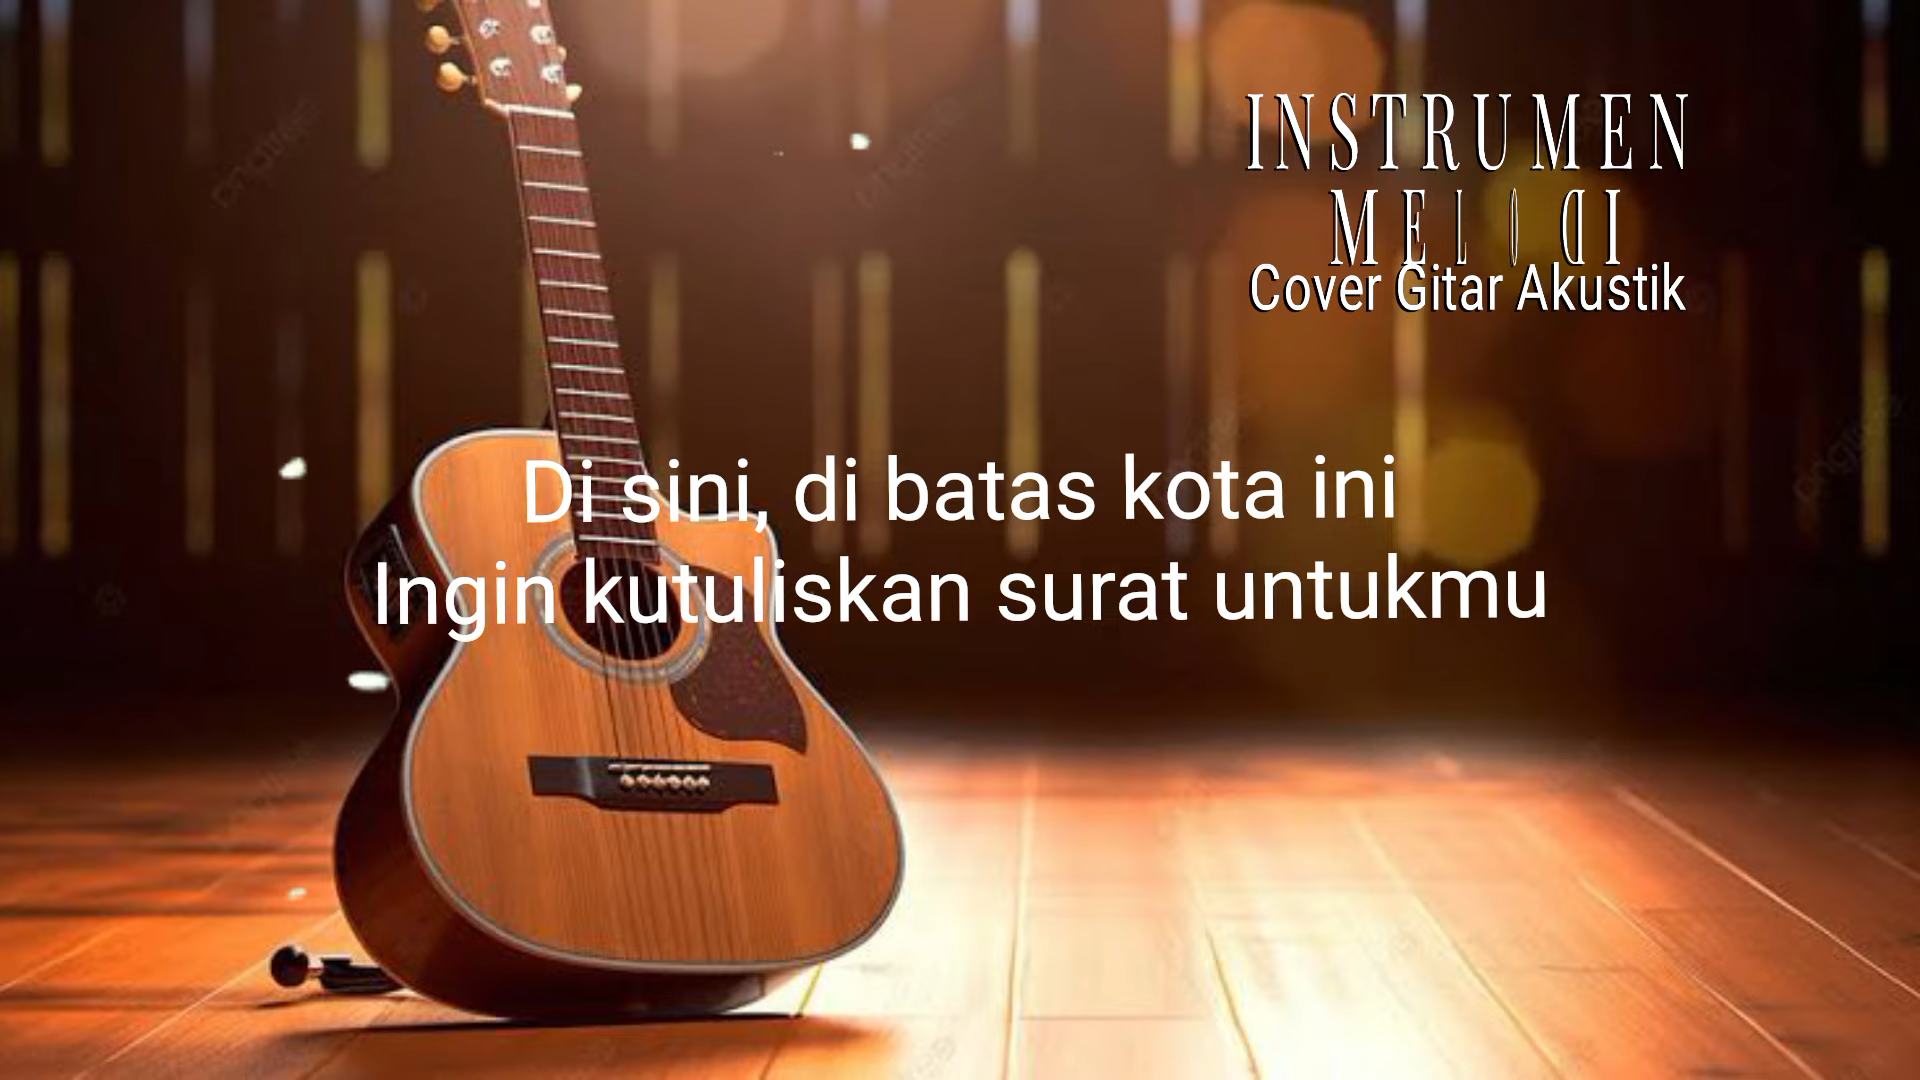 INSTRUMEN
MELODI
Cover Gitar Akustik
Di sini, di batas kota ini
Ingin kutuliskan surat untukmu